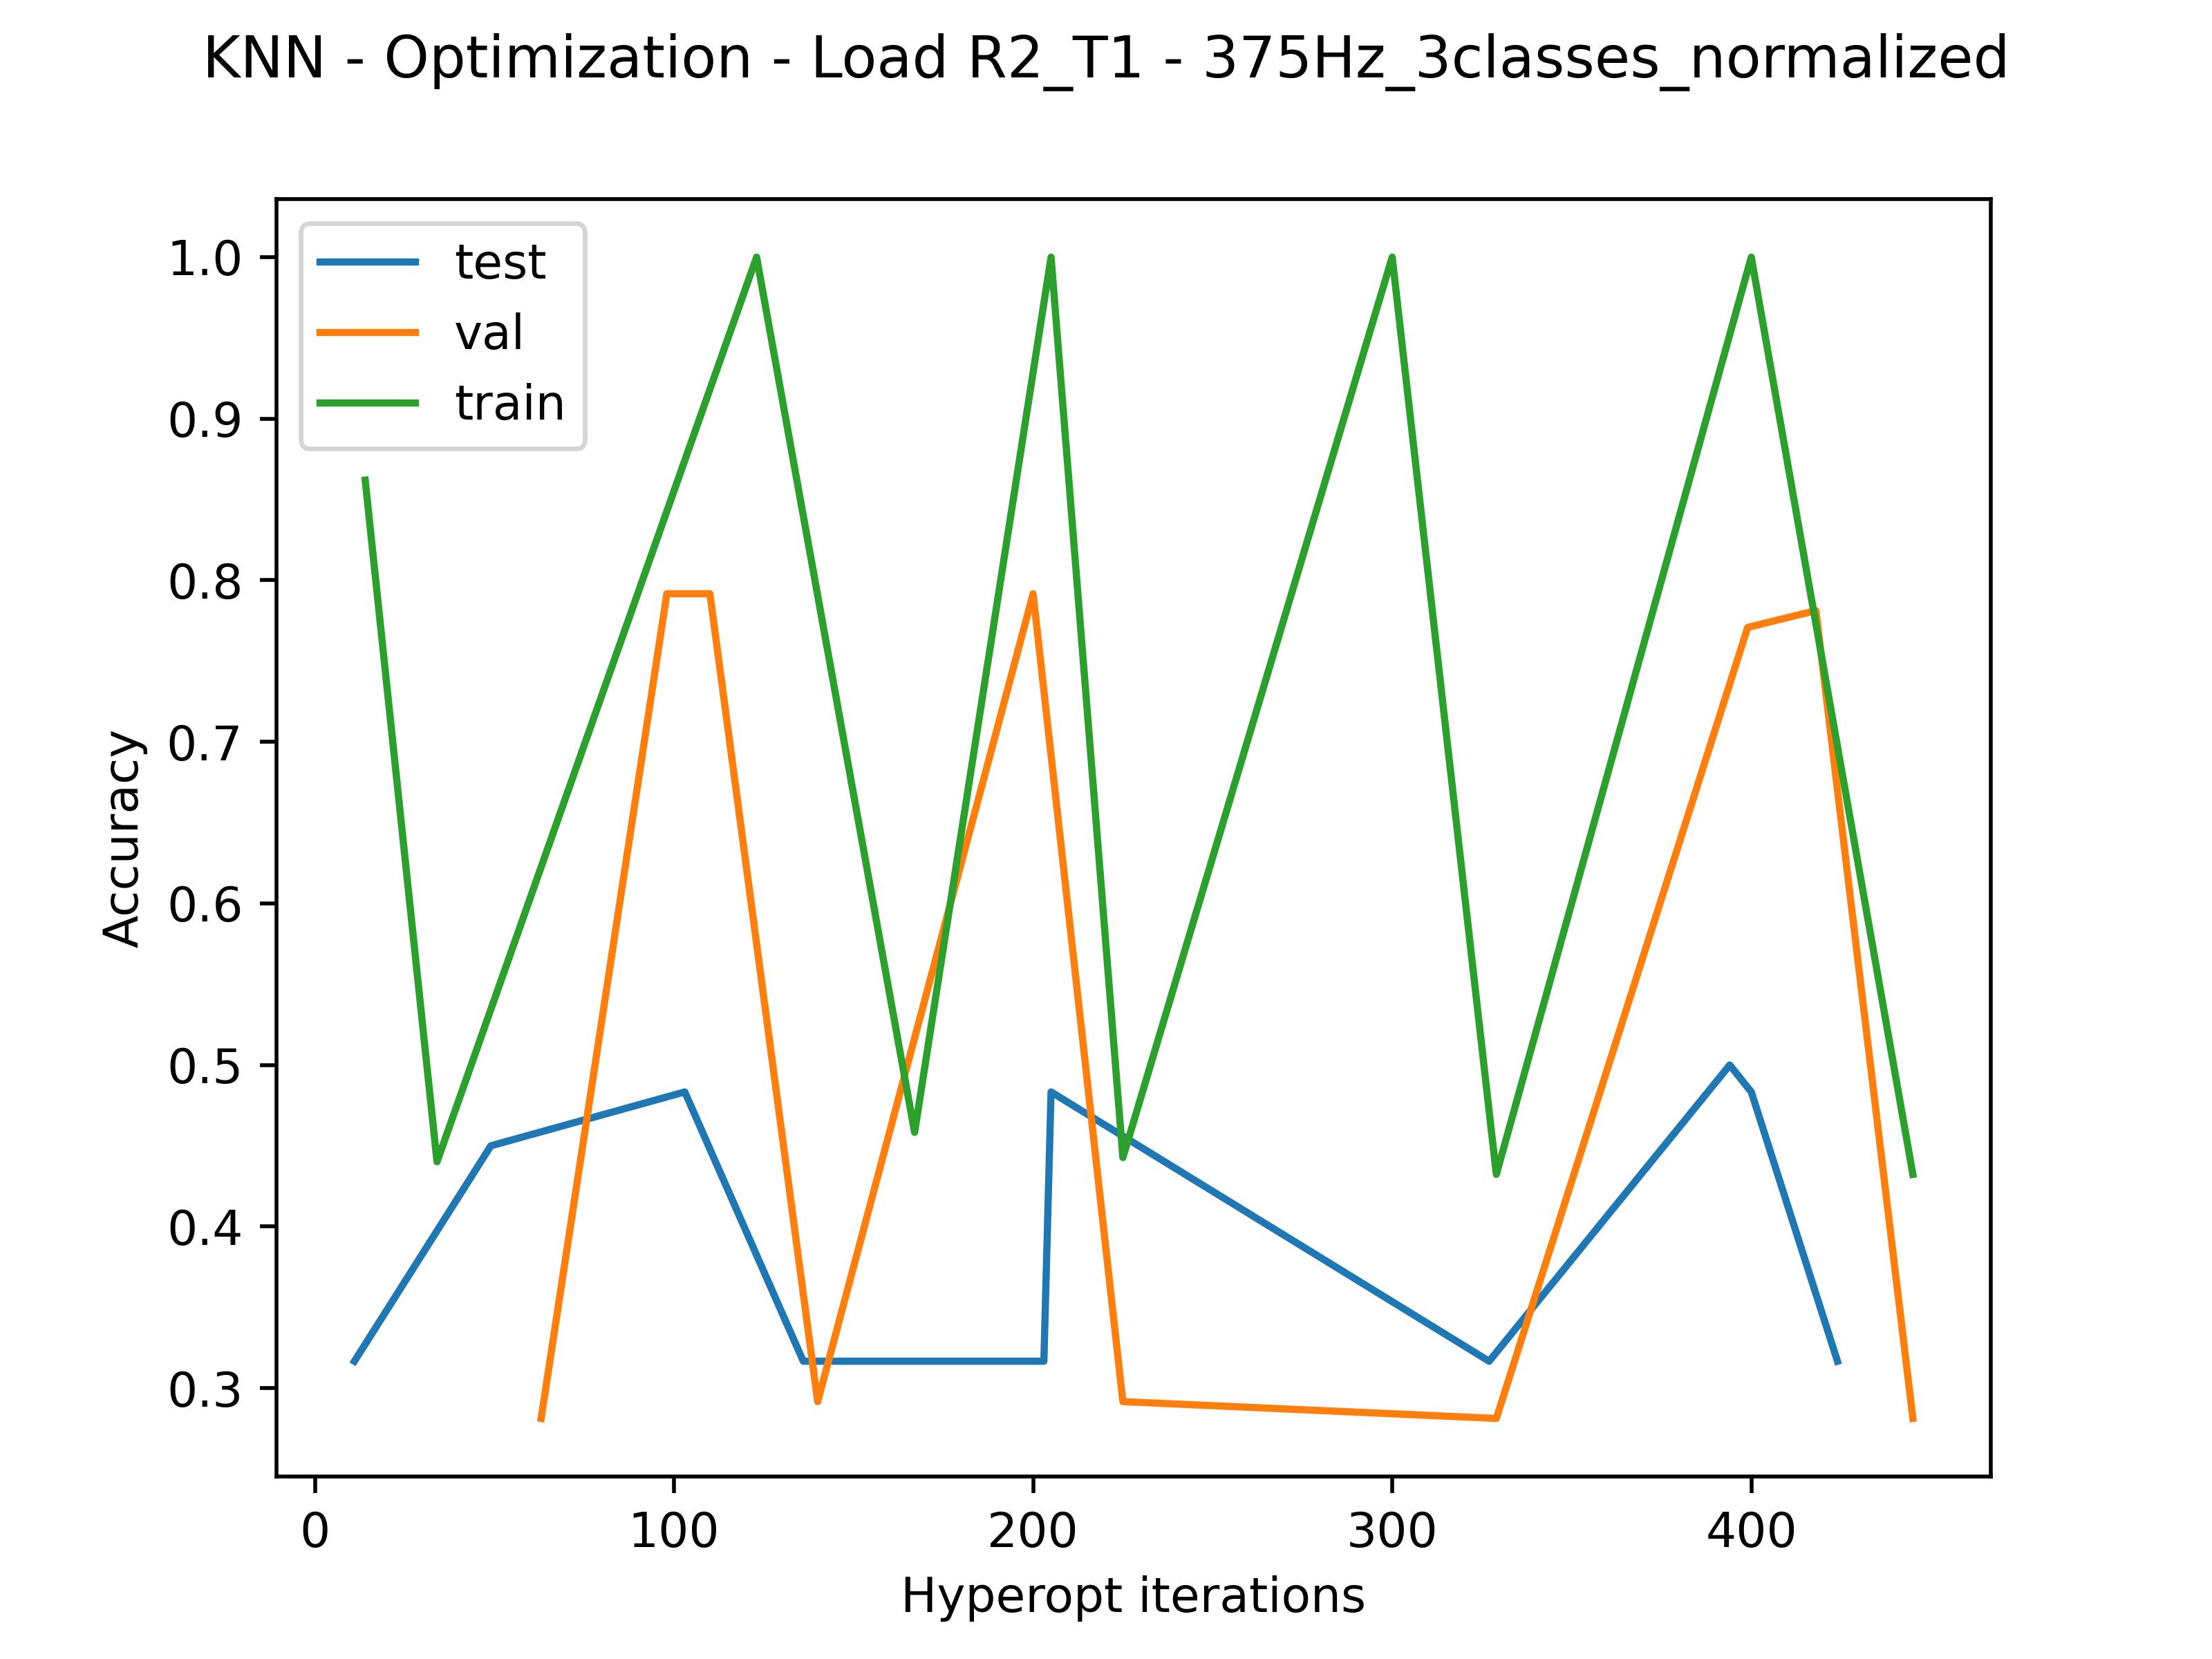 KNN - Optimization - Load R2_T1 - 375Hz_3classes_normalized
test
val
train
1.0
0.9
0.8
0.7
0.6
0.5
0.4
0.3
Accuracy
0 100 200 300 400
Hyperopt iterations